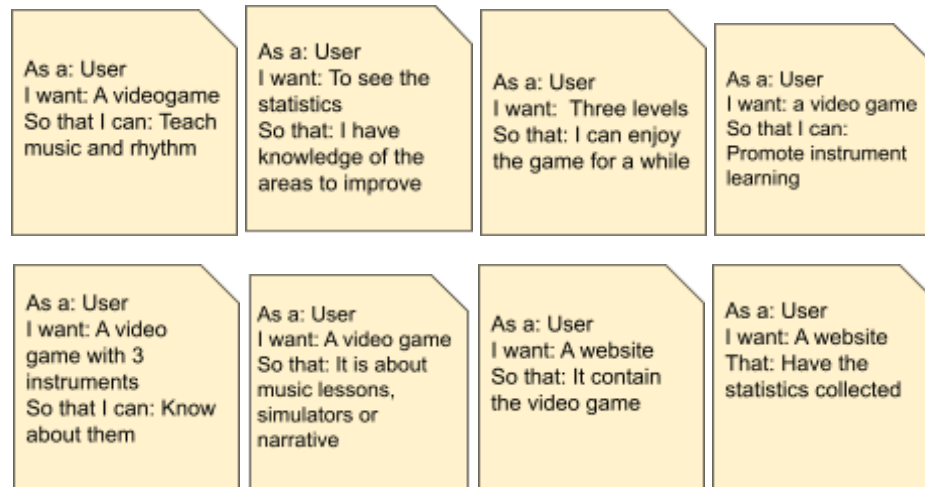 As a: User
I want: A videogame
So that I can: Teach
music and rhythm
As a: User
I want: To see the
statistics
So that: I have
knowledge of the
areas to improve
As a: User
I want:  Three levels
So that: I can enjoy
the game for a while
As a: User
I want: a video game
So that I can:
Promote instrument
learning
As a: User
I want: A video
game with 3
instruments
So that I can: Know
about them
As a: User
I want: A video game
So that: It is about
music lessons,
simulators or
narrative
As a: User
I want: A website
So that: It contain
the video game
As a: User
I want: A website
That: Have the
statistics collected